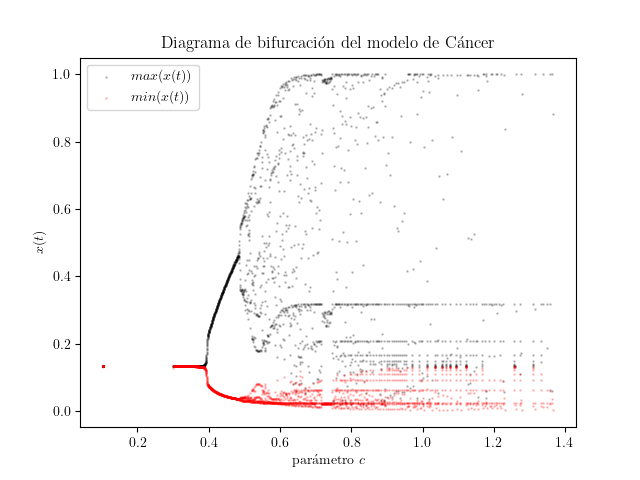 Diagrama de bifurcación del modelo de Cáncer
max(x(t))
min(x(t))
1.0
0.8
0.6
0.4
0.2
0.0
x(t)
0.2 0.4 0.6 0.8 1.0 1.2 1.4
parámetro c